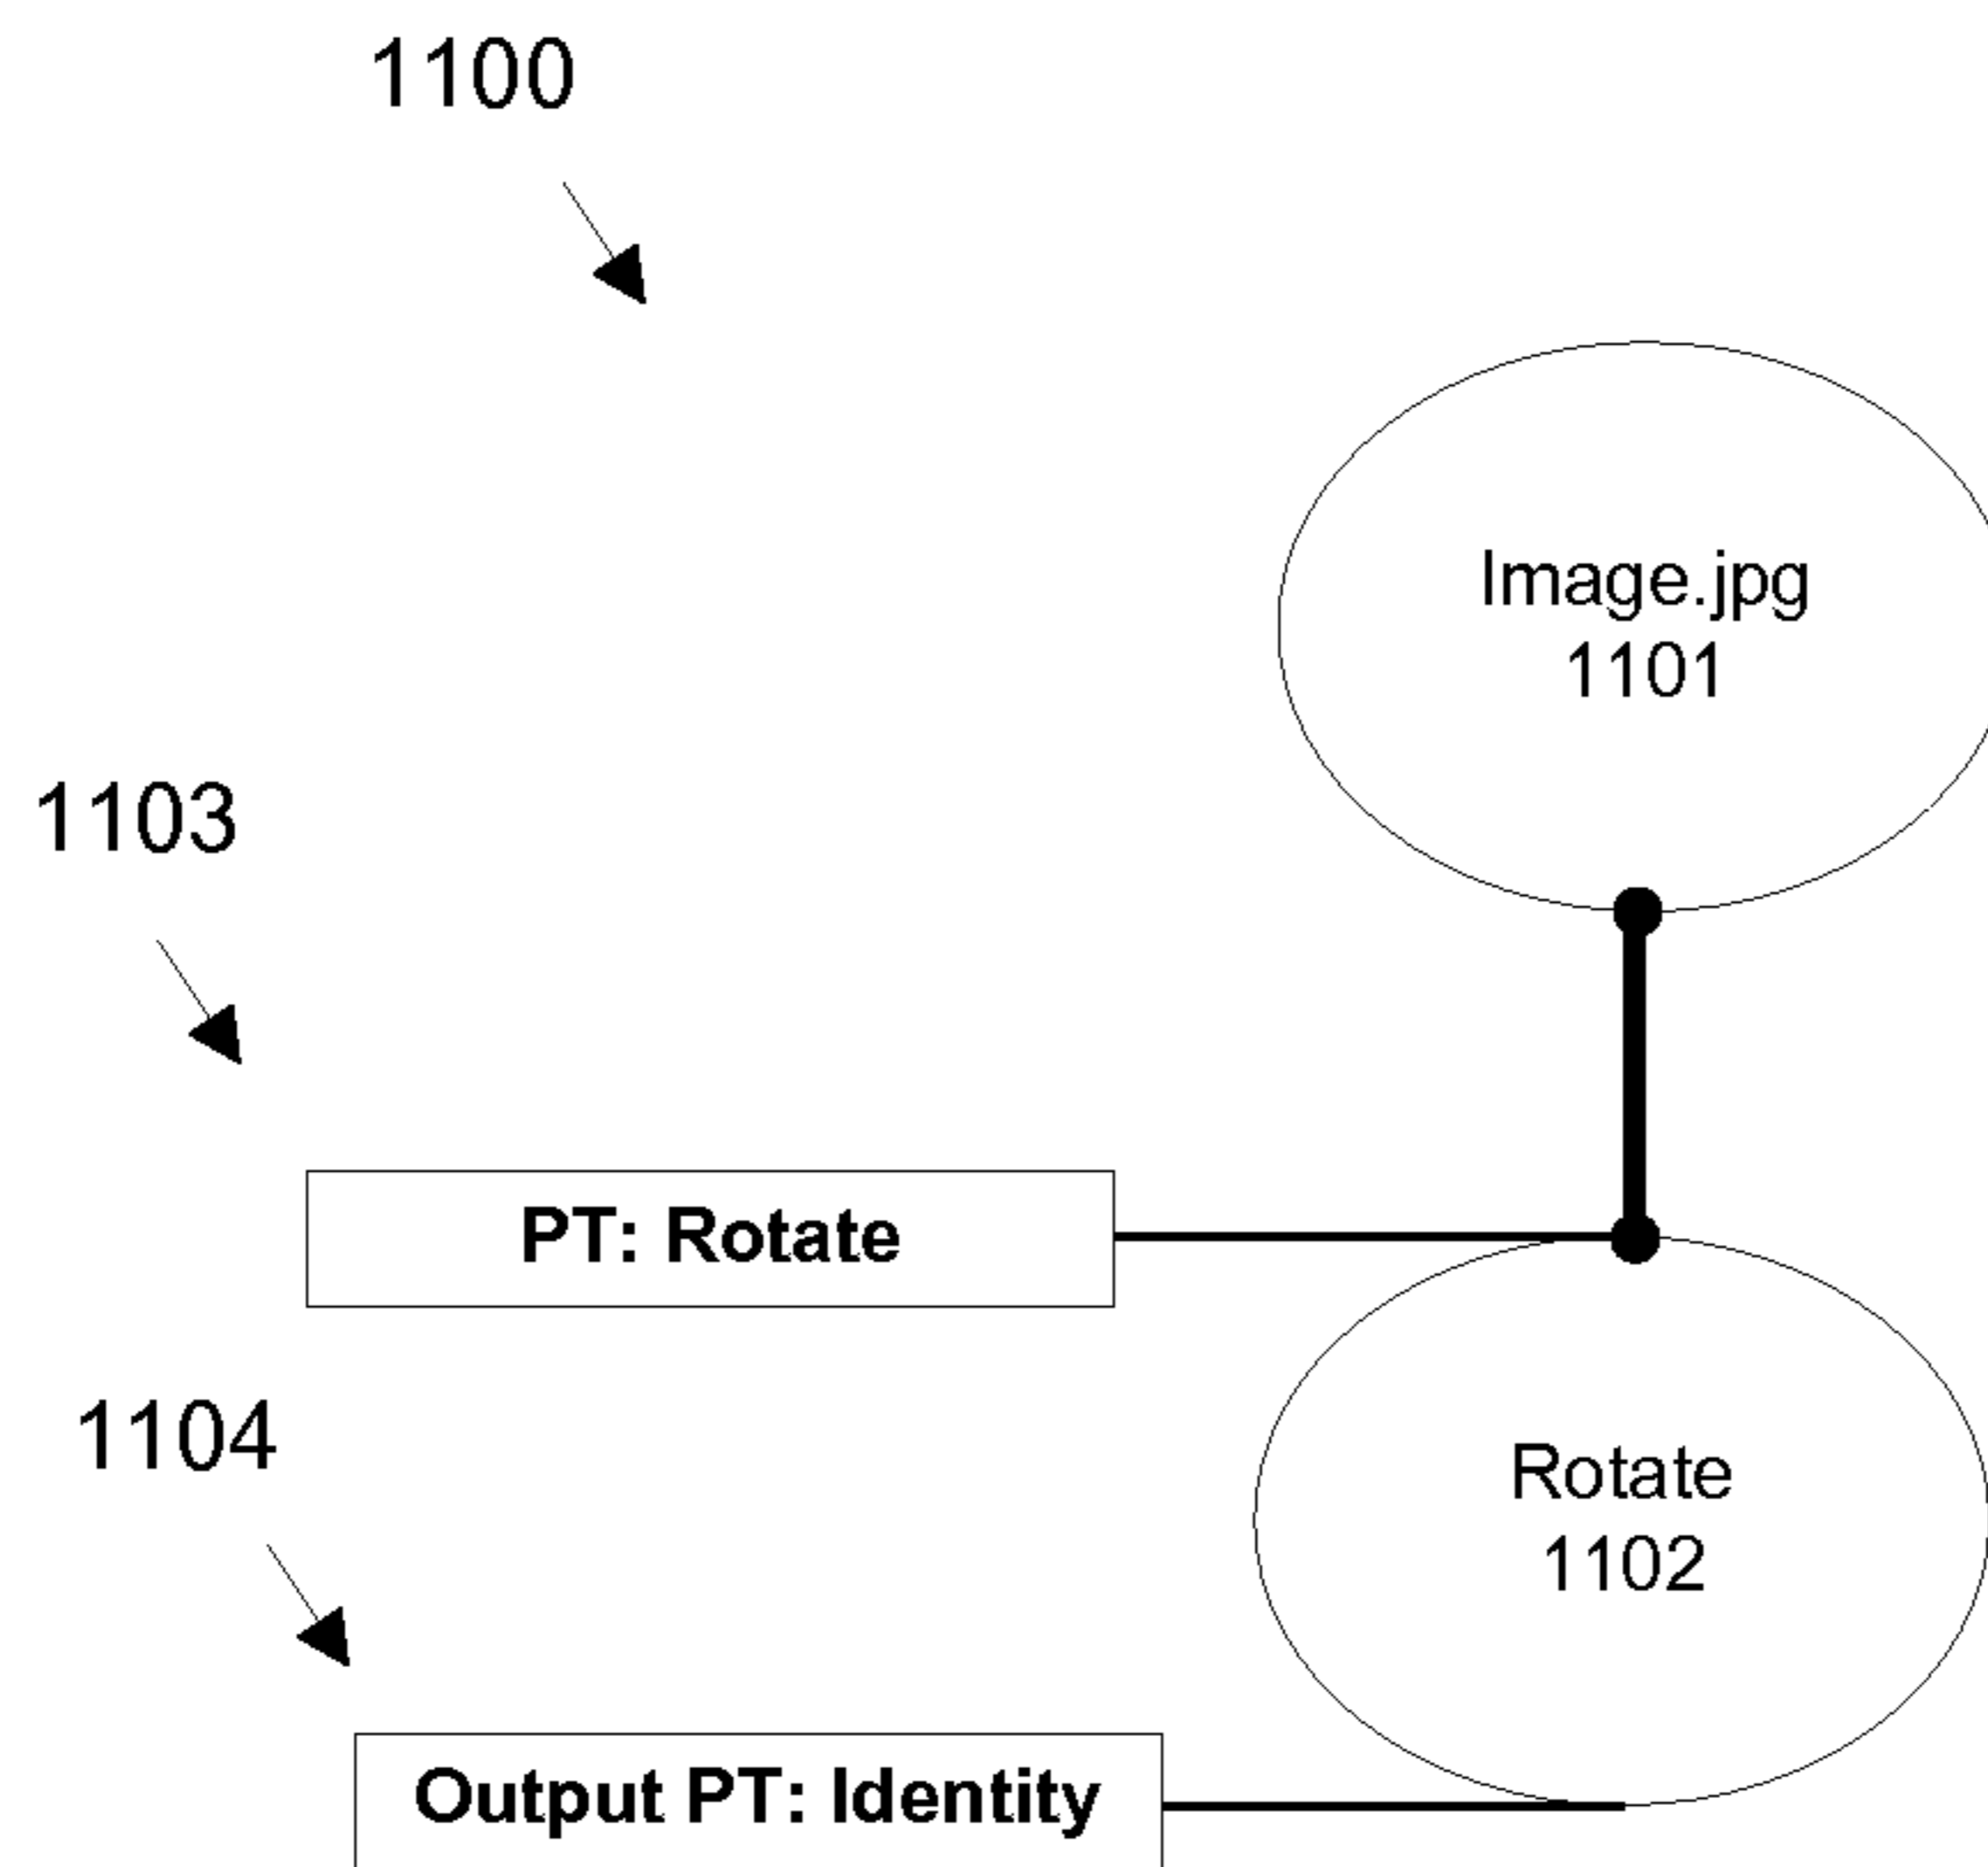 1100
Image.jpg
1101
1103
PT: Rotate
1104
Rotate
1102
Output PT: Identity